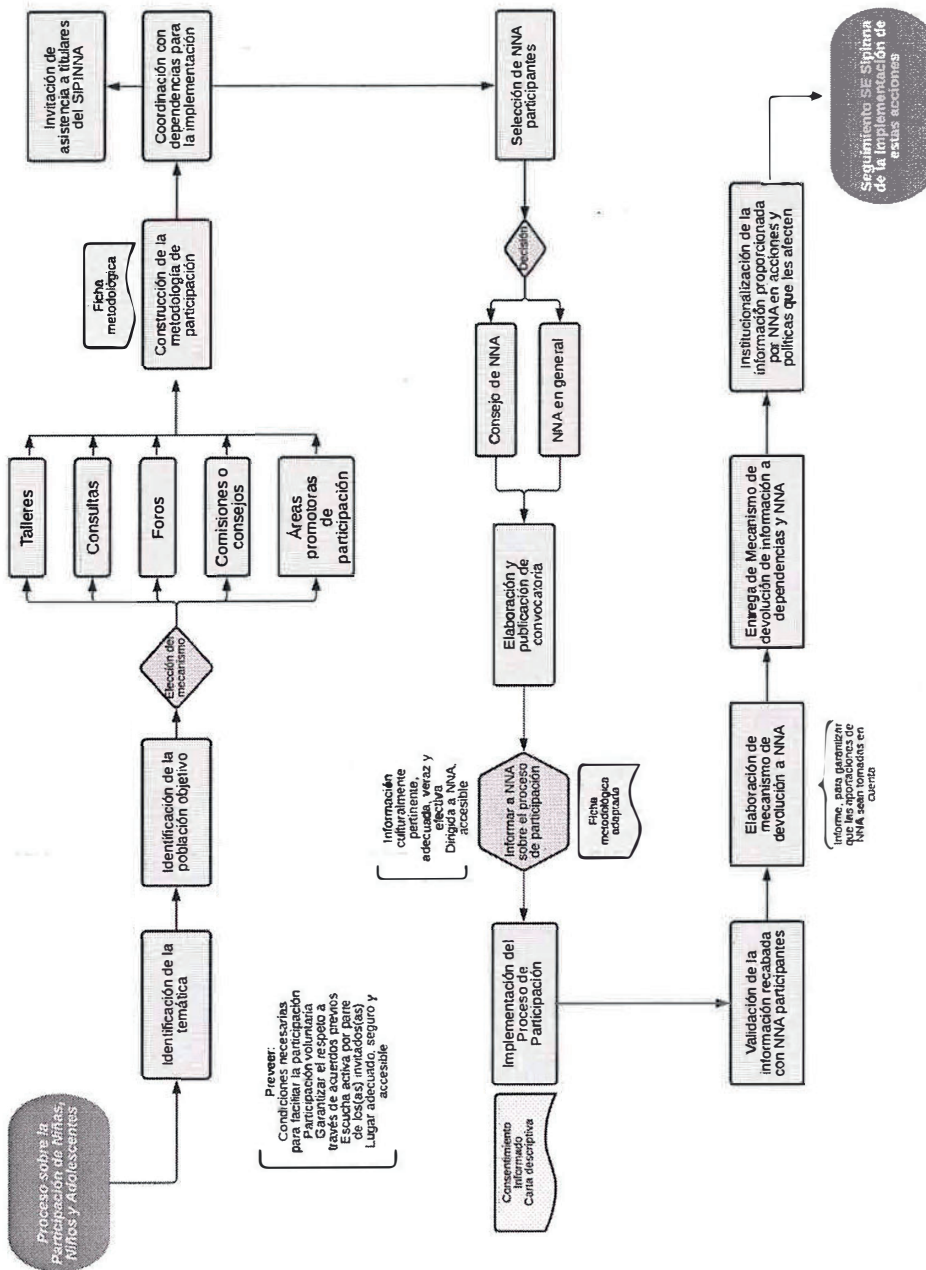 Proceso sobre la
Participación de Niñas,
Niños y Adolescentes
Identificación de la
temática
Identificación de la
población objetivo
Elección del
mecanismo
Talleres
Consultas
Foros
Comisiones o
consejos
Áreas
promotoras
de
participación
Ficha
metodológica
Construcción de la
metodología de
participación
Coordinación con
dependencias para
la implementación
Invitación de
asistencia a titulares
del SIPINNA
Selección de NNA
participantes
Decisión
Consejo de NNA
NNA en general
Elaboración y
publicación de
convocatoria
Información
culturalmente
pertinente,
adecuada, veraz y
efectiva
Dirigida a NNA,
accesible
Informar a NNA
sobre el proceso
de participación
Ficha
metodológica
adaptada
Preveer:
Condiciones necesarias
para facilitar la participación
Participación voluntaria
Garantizar el respeto a
través de acuerdos previos
Escucha activa por parte
de los(as) invitados(as)
Lugar adecuado, seguro y
accesible
Implementación del
Proceso de
Participación
Consentimiento
Informado
Carta descriptiva
Validación de la
información recabada
con NNA participantes
Elaboración de
mecanismo de
devolución a NNA
Informe, para garantizar
que las aportaciones de
NNA sean tomadas en
cuenta
Entrega de Mecanismo de
devolución de información a
dependencias y NNA
Institucionalización de la
información proporcionada
por NNA en acciones y
políticas que les afecten
Seguimiento SE Sipinna
de la Implementación de
estas acciones